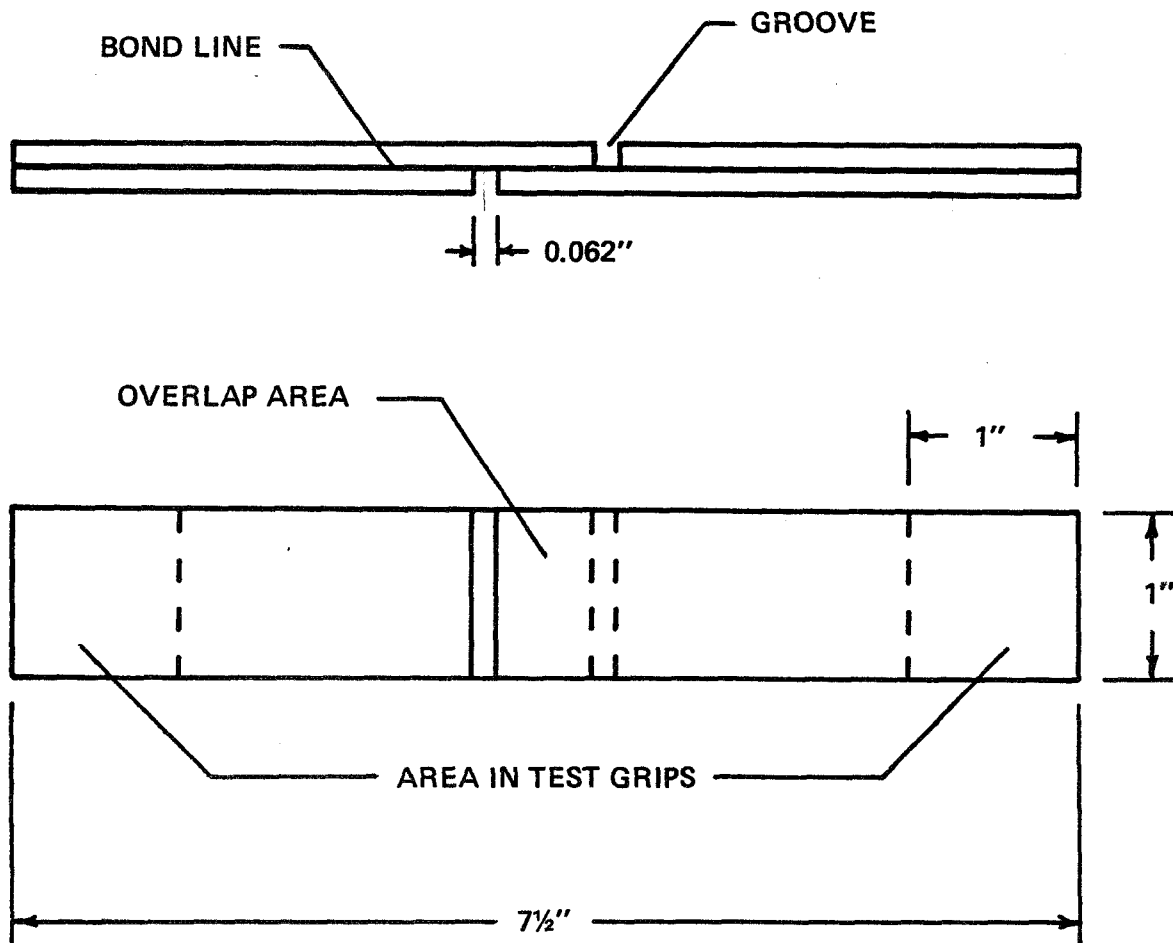 GROOVE
BOND LINE
0.062"
OVERLAP AREA
1"
1"
AREA IN TEST GRIPS
7½"